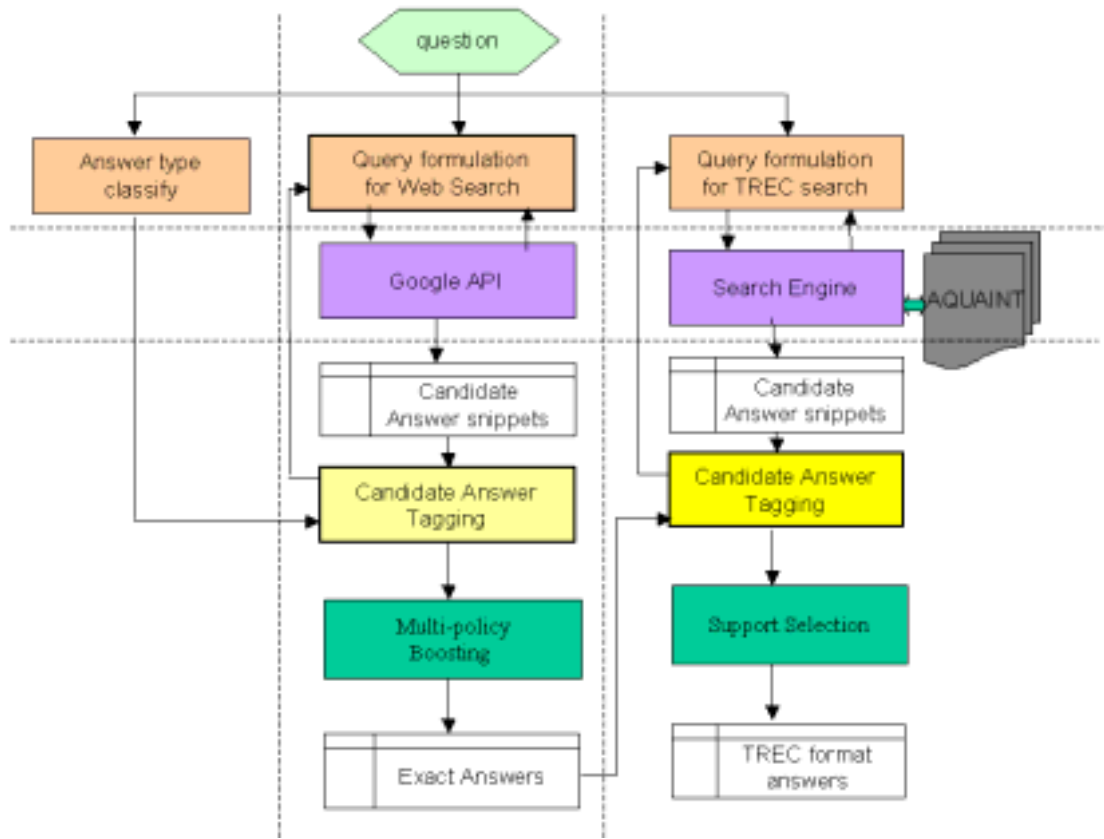 question
Answer type
classify
Query formulation
for Web Search
Query formulation
for TREC search
Google API
Search Engine
AQUAINT
Candidate
Answer snippets
Candidate
Answer snippets
Candidate Answer
Tagging
Candidate Answer
Tagging
Multi-policy
Boosting
Support Selection
Exact Answers
TREC format
answers